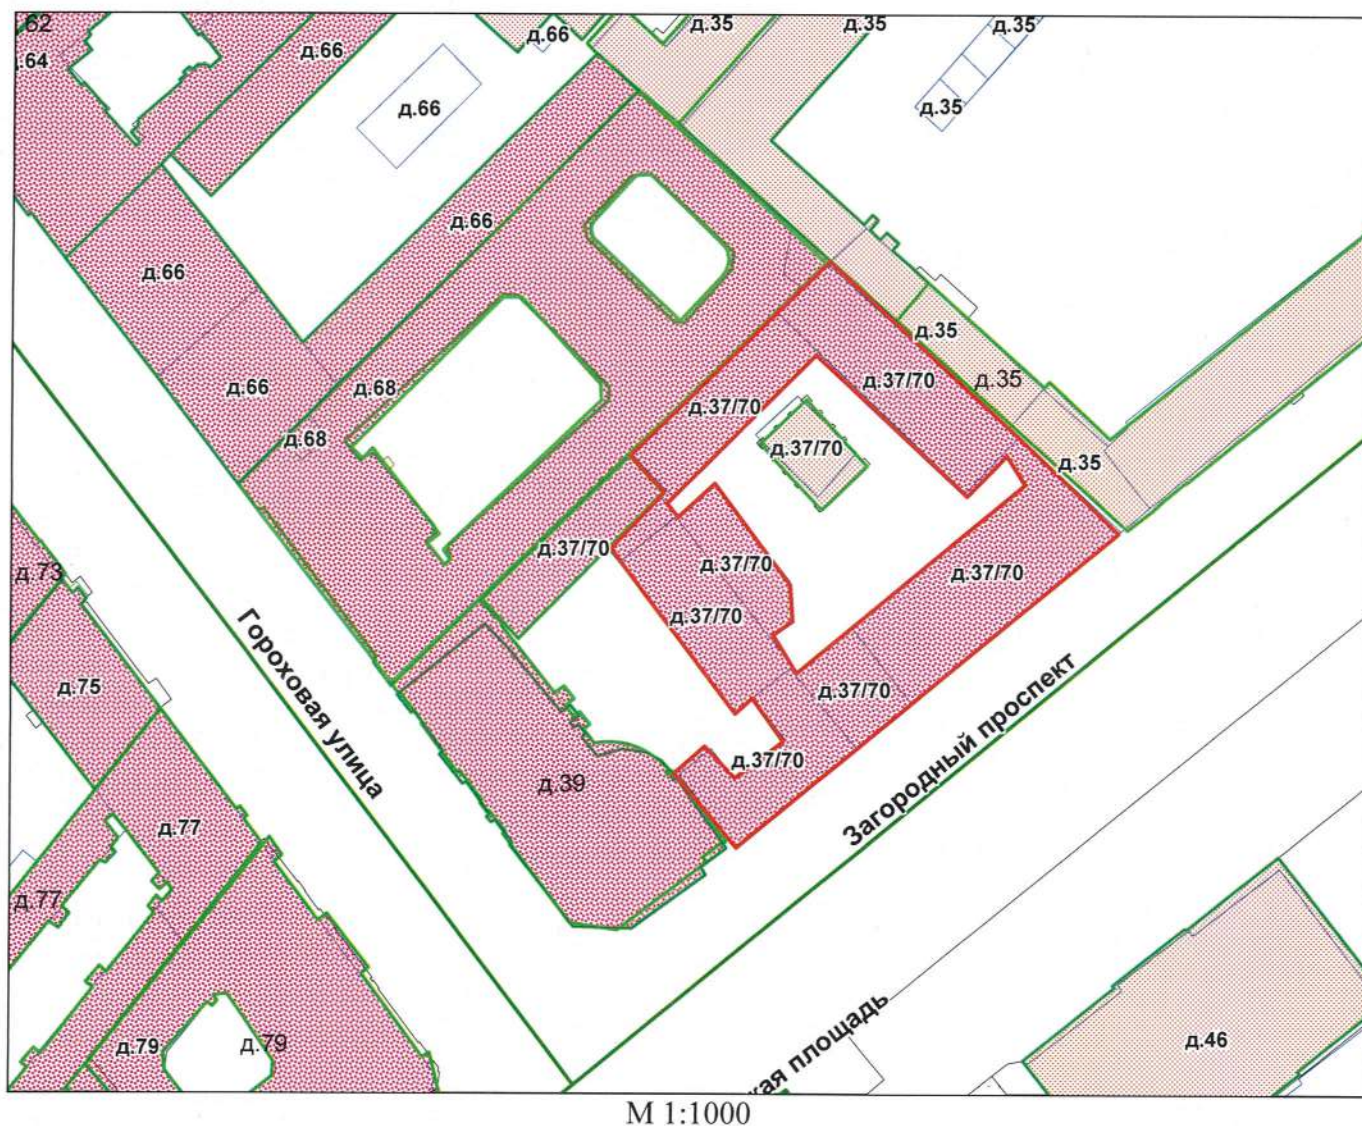 .62
.64
д.66
д.66
д.35
д.35
д.35
д.66
д.35
д.66
д.66
д.35
д.66
д.68
д.37/70
д.37/70
д.35
д.68
д.37/70
д.35
д.37/70
д.37/70
д.37/70
д.73
д.37/70
д.75
д.37/70
Гороховая улица
д.37/70
д.39
Загородный проспект
д.77
д.77
д.79
д.79
кая площадь
д.46
М 1:1000